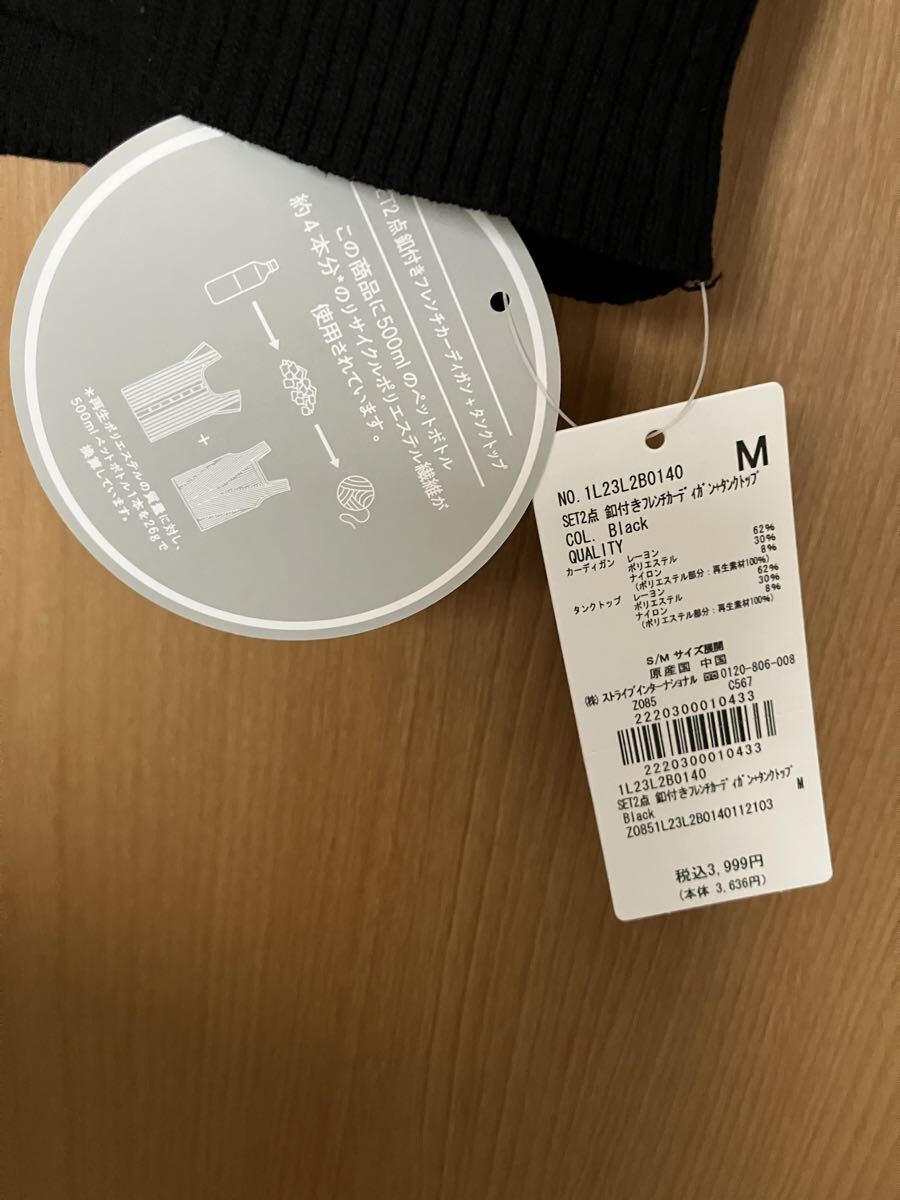 ET2点 釦付きフレンチカーディガン+タンクトップ
この商品に500mlのペットボトル
約4本分*のリサイクルポリエステル繊維が
使用されています。
+
*再生ポリエステルの質量に対し、
500mlペットボトル1本を26gで
換算しています。
M
NO.1L23L2B0140
SET2点 釦付きフレンチカーディガン+タンクトップ
COL. Black
QUALITY
カーディガン レーヨン 62%
ポリエステル 30%
ナイロン 8%
(ポリエステル部分:再生素材100%)
タンクトップ レーヨン 62%
ポリエステル 30%
ナイロン 8%
(ポリエステル部分:再生素材100%)
S/M サイズ展開
原産国 中国
(株)ストライプインターナショナル 0120-806-008
Z085 C567
2220300010433
2220300010433
1L23L2B0140
SET2点 釦付きフレンチカーディガン+タンクトップ
Black M
Z0851L23L2B0140112103
税込3,999円
(本体 3,636円)